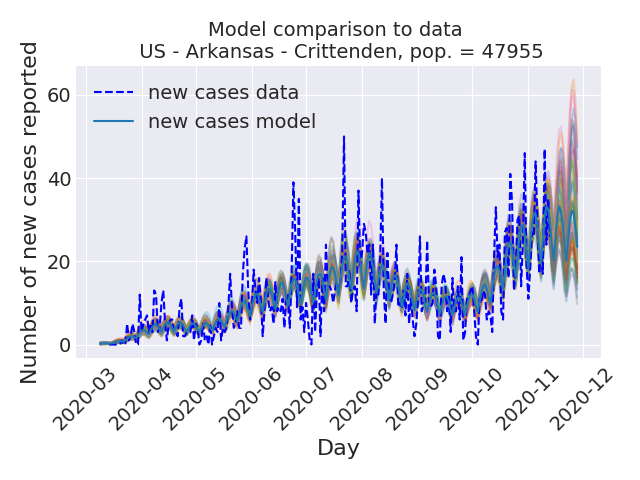 Model comparison to data
US - Arkansas - Crittenden, pop. = 47955
Number of new cases reported
60
40
20
0
new cases data
new cases model
2020-03
2020-04
2020-05
2020-06
2020-07
2020-08
2020-09
2020-10
2020-11
2020-12
Day